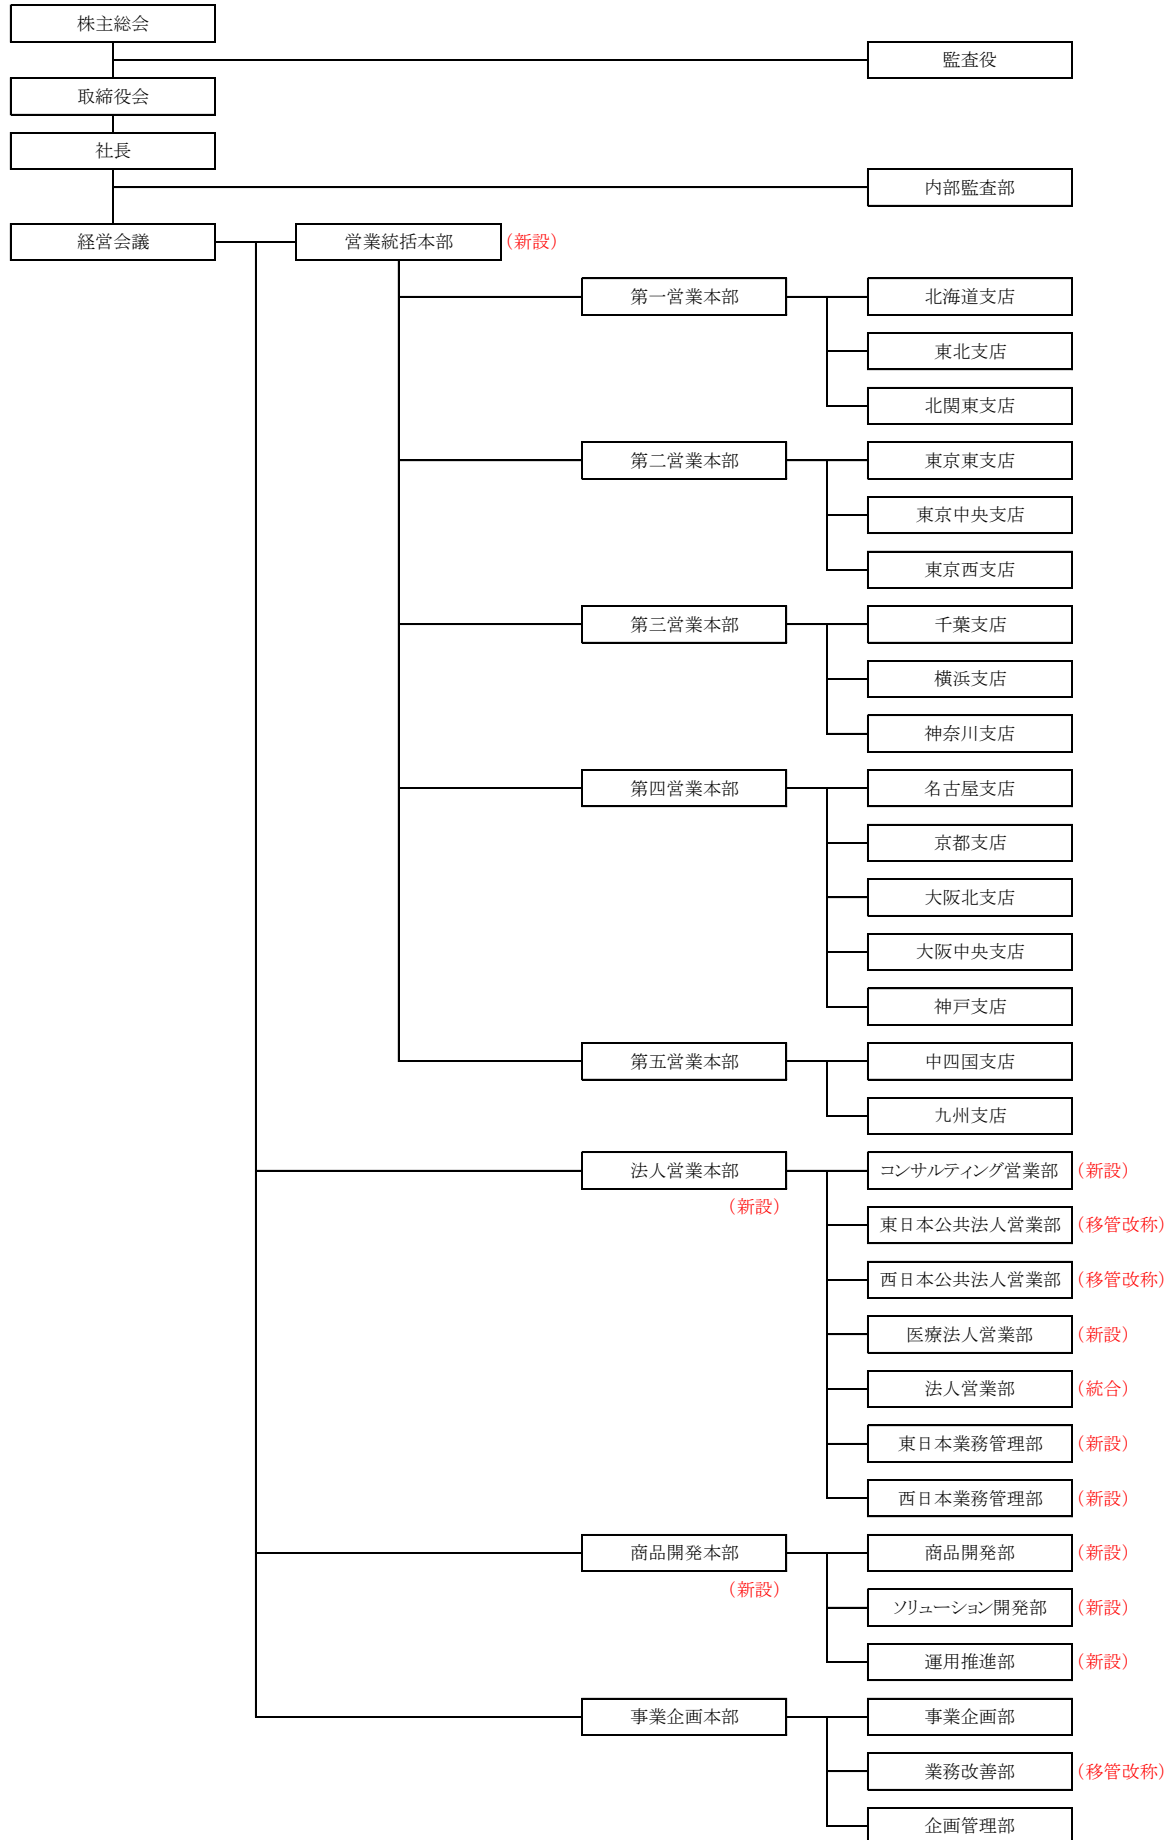 株主総会
監査役
取締役会
社長
内部監査部
経営会議
営業統括本部
（新設）
第一営業本部
北海道支店
東北支店
北関東支店
第二営業本部
東京東支店
東京中央支店
東京西支店
第三営業本部
千葉支店
横浜支店
神奈川支店
第四営業本部
名古屋支店
京都支店
大阪北支店
大阪中央支店
神戸支店
第五営業本部
中四国支店
九州支店
法人営業本部
（新設）
コンサルティング営業部
（新設）
東日本公共法人営業部
（移管改称）
西日本公共法人営業部
（移管改称）
医療法人営業部
（新設）
法人営業部
（統合）
東日本業務管理部
（新設）
西日本業務管理部
（新設）
商品開発本部
（新設）
商品開発部
（新設）
ソリューション開発部
（新設）
運用推進部
（新設）
事業企画本部
事業企画部
業務改善部
（移管改称）
企画管理部